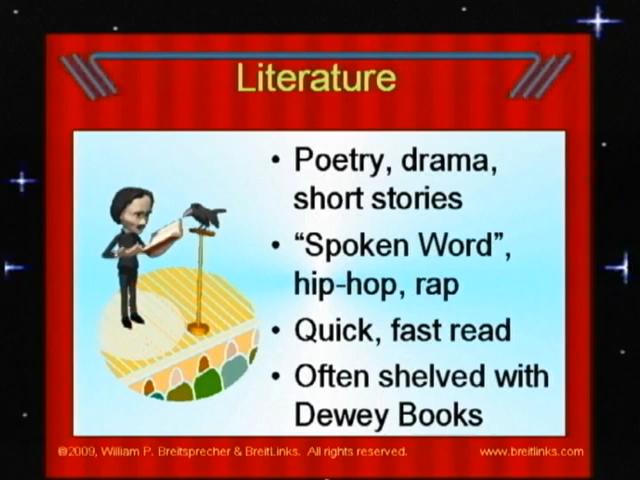 Literature
• Poetry, drama,
short stories
• “Spoken Word”,
hip-hop, rap
• Quick, fast read
• Often shelved with
Dewey Books
©2009, William P. Breitsprecher & BreitLinks. All rights reserved. www.breitlinks.com